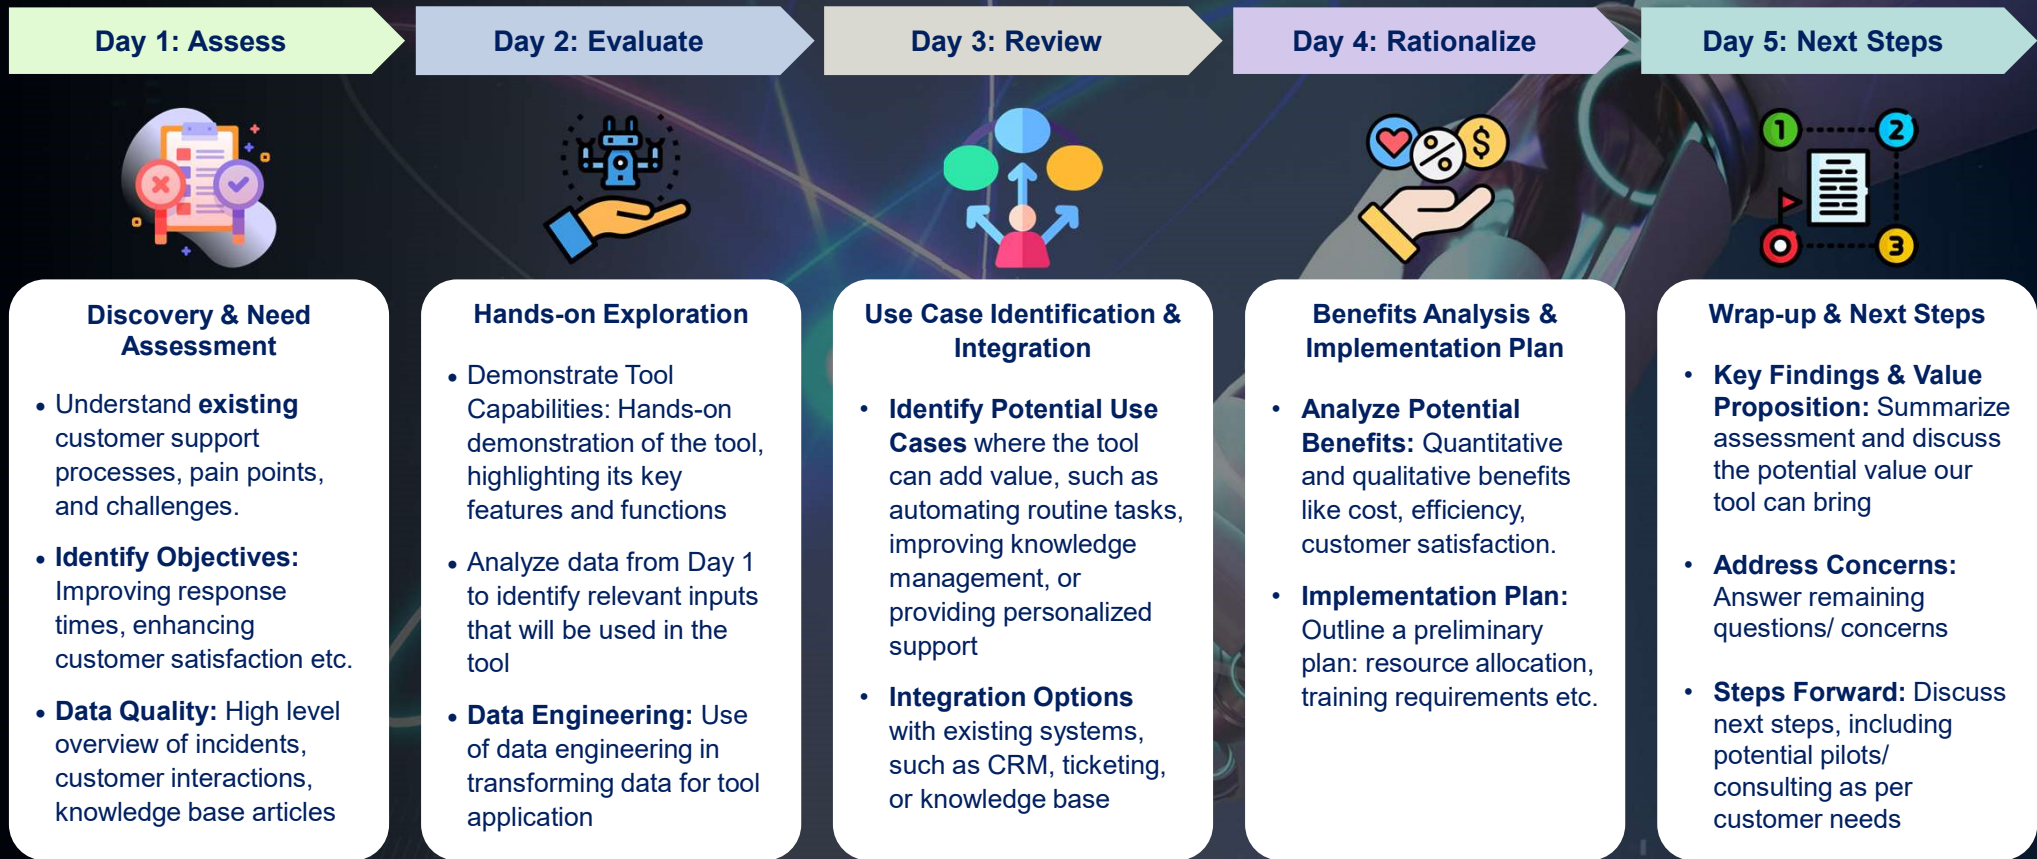 Day 1: Assess
Day 2: Evaluate
Day 3: Review
Day 4: Rationalize
Day 5: Next Steps
1
2
3
Discovery & Need
Assessment
• Understand existing
customer support
processes, pain points,
and challenges.
• Identify Objectives:
Improving response
times, enhancing
customer satisfaction etc.
• Data Quality: High level
overview of incidents,
customer interactions,
knowledge base articles
Hands-on Exploration
• Demonstrate Tool
Capabilities: Hands-on
demonstration of the tool,
highlighting its key
features and functions
• Analyze data from Day 1
to identify relevant inputs
that will be used in the
tool
• Data Engineering: Use
of data engineering in
transforming data for tool
application
Use Case Identification &
Integration
• Identify Potential Use
Cases where the tool
can add value, such as
automating routine tasks,
improving knowledge
management, or
providing personalized
support
• Integration Options
with existing systems,
such as CRM, ticketing,
or knowledge base
Benefits Analysis &
Implementation Plan
• Analyze Potential
Benefits: Quantitative
and qualitative benefits
like cost, efficiency,
customer satisfaction.
• Implementation Plan:
Outline a preliminary
plan: resource allocation,
training requirements etc.
Wrap-up & Next Steps
• Key Findings & Value
Proposition: Summarize
assessment and discuss
the potential value our
tool can bring
• Address Concerns:
Answer remaining
questions/ concerns
• Steps Forward: Discuss
next steps, including
potential pilots/
consulting as per
customer needs